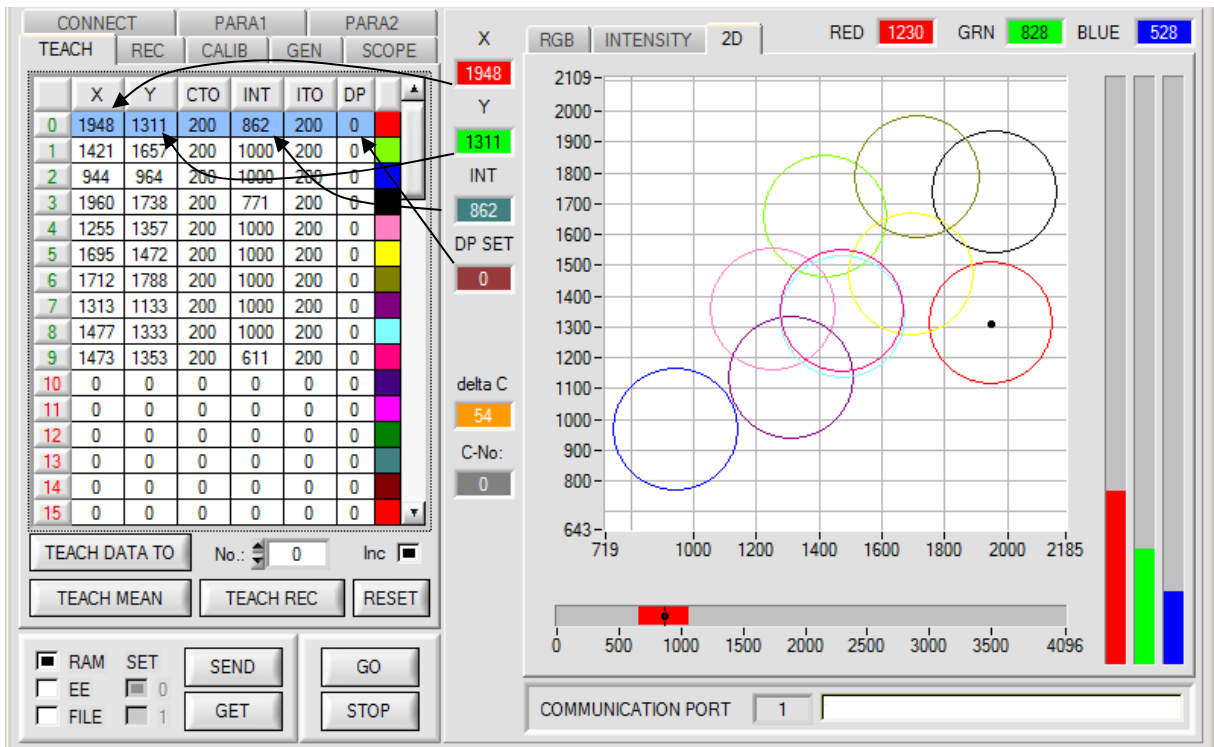 CONNECT PARA1 PARA2
TEACH REC CALIB GEN SCOPE
X Y CTO INT ITO DP
0 1948 1311 200 862 200 0
1 1421 1657 200 1000 200 0
2 944 964 200 1000 200 0
3 1960 1738 200 771 200 0
4 1255 1357 200 1000 200 0
5 1695 1472 200 1000 200 0
6 1712 1788 200 1000 200 0
7 1313 1133 200 1000 200 0
8 1477 1333 200 1000 200 0
9 1473 1353 200 611 200 0
10 0 0 0 0 0 0
11 0 0 0 0 0 0
12 0 0 0 0 0 0
13 0 0 0 0 0 0
14 0 0 0 0 0 0
15 0 0 0 0 0 0
TEACH DATA TO No.: 0 Inc
TEACH MEAN TEACH REC RESET
RAM SET SEND GO
EE 0
FILE 1 GET STOP
X
1948
Y
1311
INT
862
DP SET
0
delta C
54
C-No:
0
RGB INTENSITY 2D RED 1230 GRN 828 BLUE 528
2109
2000
1900
1800
1700
1600
1500
1400
1300
1200
1100
1000
900
800
643
719 1000 1200 1400 1600 1800 2000 2185
0 500 1000 1500 2000 2500 3000 3500 4096
COMMUNICATION PORT 1